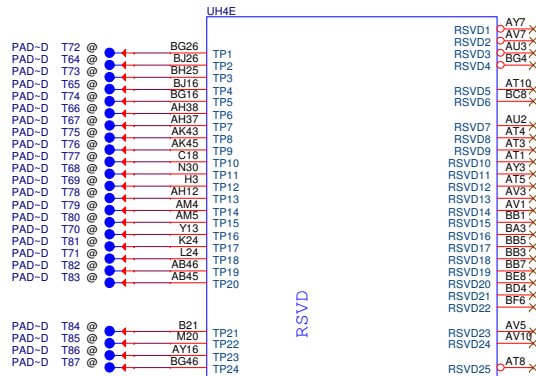 UH4E
RSVD1 AY7
RSVD2 AV7
PAD~D T72 @ BG26 TP1 RSVD3 AU3
PAD~D T64 @ BJ26 TP2 RSVD4 BG4
PAD~D T73 @ BH25 TP3
PAD~D T65 @ BJ16 TP4 RSVD5 AT10
PAD~D T74 @ BG16 TP5 RSVD6 BC8
PAD~D T66 @ AH38 TP6
PAD~D T67 @ AH37 TP7 RSVD7 AU2
PAD~D T75 @ AK43 TP8 RSVD8 AT4
PAD~D T76 @ AK45 TP9 RSVD9 AT3
PAD~D T77 @ C18 TP10 RSVD10 AT1
PAD~D T68 @ N30 TP11 RSVD11 AY3
PAD~D T69 @ H3 TP12 RSVD12 AT5
PAD~D T78 @ AH12 TP13 RSVD13 AV3
PAD~D T79 @ AM4 TP14 RSVD14 AV1
PAD~D T80 @ AM5 TP15 RSVD15 BB1
PAD~D T70 @ Y13 TP16 RSVD16 BA3
PAD~D T81 @ K24 TP17 RSVD17 BB5
PAD~D T71 @ L24 TP18 RSVD18 BB3
PAD~D T82 @ AB46 TP19 RSVD19 BB7
PAD~D T83 @ AB45 TP20 RSVD20 BE8
RSVD21 BD4
RSVD22 BF6
RSVD
PAD~D T84 @ B21 TP21 RSVD23 AV5
PAD~D T85 @ M20 TP22 RSVD24 AV10
PAD~D T86 @ AY16 TP23
PAD~D T87 @ BG46 TP24 RSVD25 AT8